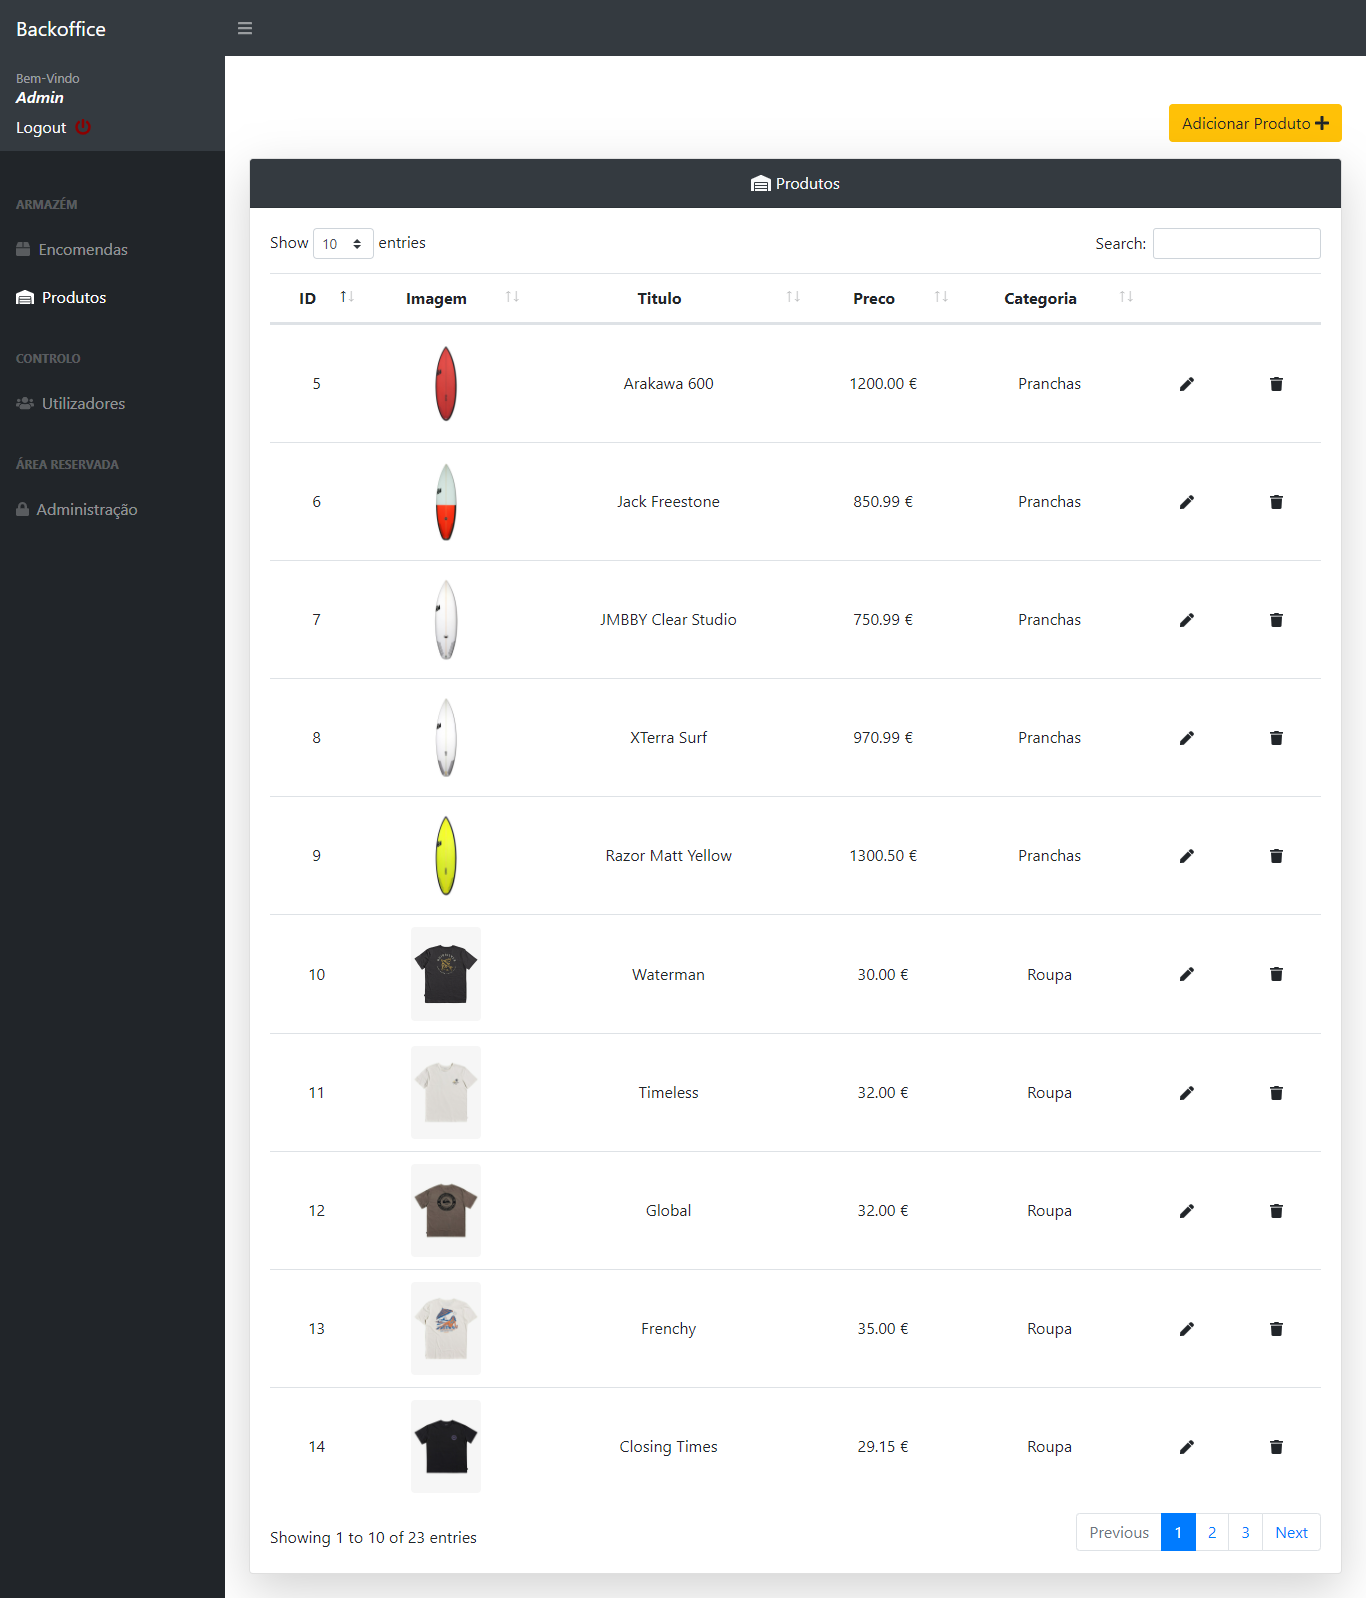 Backoffice
Bem-Vindo
Admin
Logout
ARMAZÉM
Encomendas
Produtos
CONTROLO
Utilizadores
ÁREA RESERVADA
Administração
Adicionar Produto
Produtos
Show 10 entries
Search:
ID Imagem Titulo Preco Categoria
5 Arakawa 600 1200.00 € Pranchas
6 Jack Freestone 850.99 € Pranchas
7 JMBBY Clear Studio 750.99 € Pranchas
8 XTerra Surf 970.99 € Pranchas
9 Razor Matt Yellow 1300.50 € Pranchas
10 Waterman 30.00 € Roupa
11 Timeless 32.00 € Roupa
12 Global 32.00 € Roupa
13 Frenchy 35.00 € Roupa
14 Closing Times 29.15 € Roupa
Showing 1 to 10 of 23 entries
Previous 1 2 3 Next